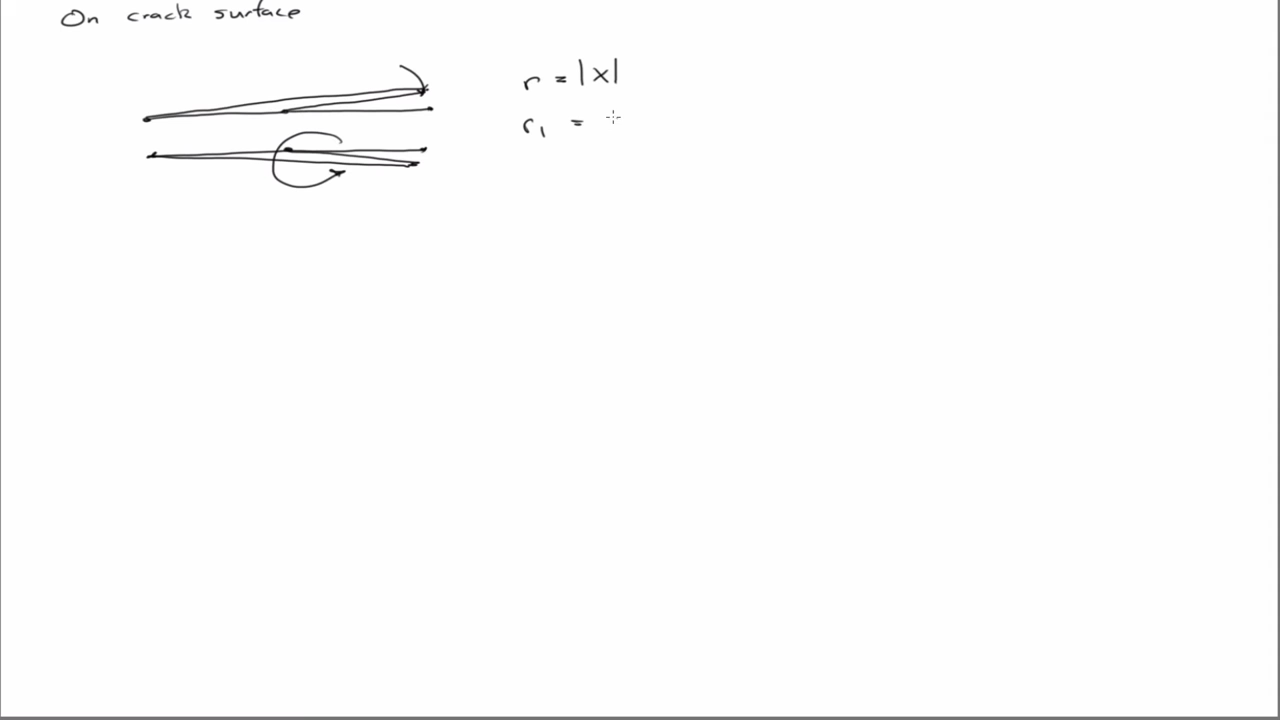 On crack surface
r = |x|
r₁ =